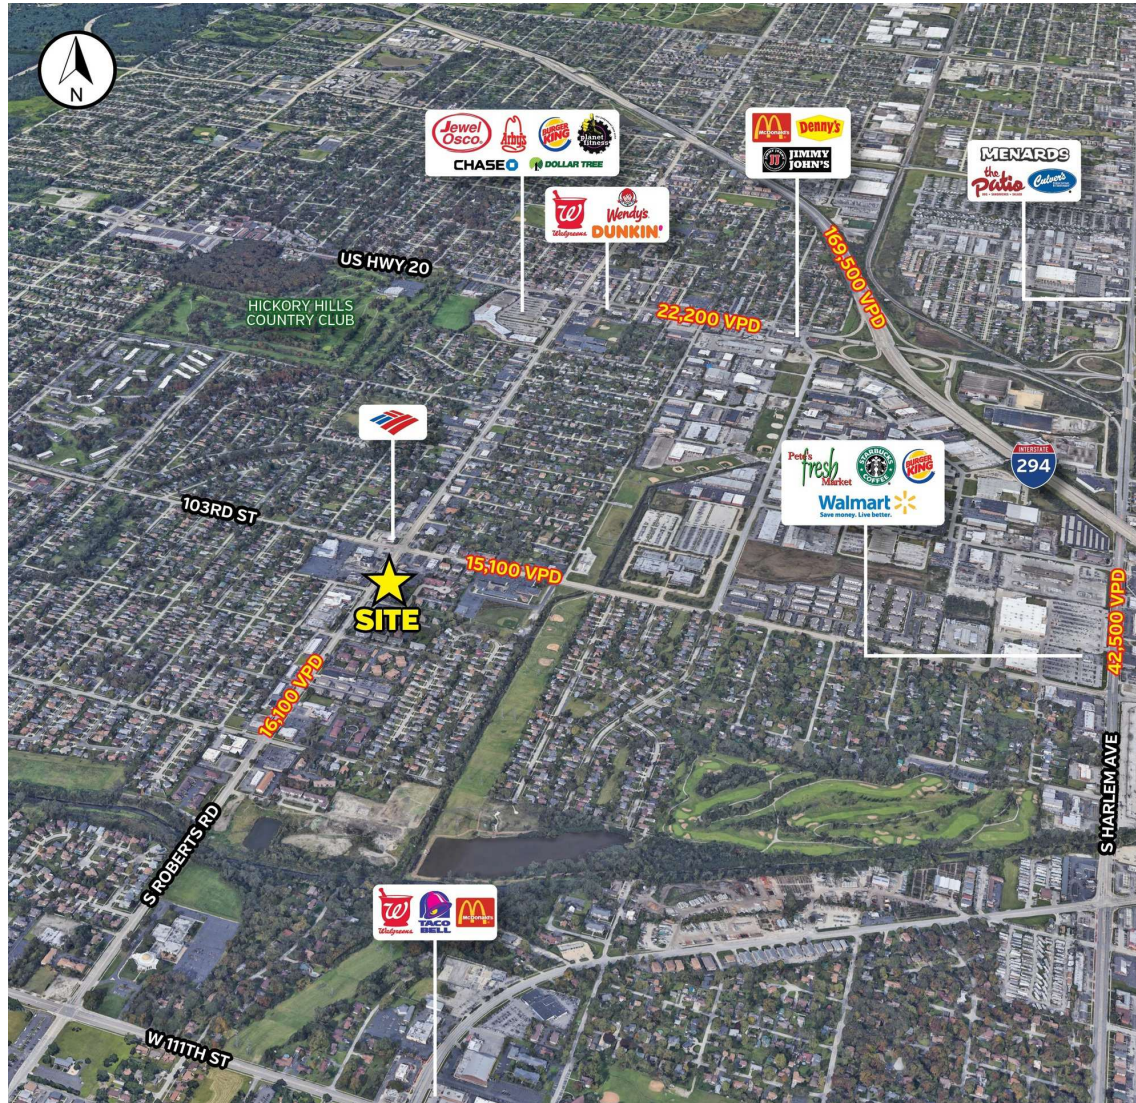 N
Jewel
Osco.
Arby's
BURGER
KING
planet
fitness
CHASE
DOLLAR TREE
McDonald's
Denny's
JIMMY
JOHN'S
MENARDS
the
Patio
Culver's
W
Walgreens
Wendy's
DUNKIN'
US HWY 20
169,500 VPD
HICKORY HILLS
COUNTRY CLUB
22,200 VPD
Pete's
fresh
Market
STARBUCKS
COFFEE
BURGER
KING
Walmart
Save money. Live better.
INTERSTATE
294
103RD ST
15,100 VPD
SITE
42,500 VPD
16,100 VPD
S HARLEM AVE
S ROBERTS RD
W
Walgreens
TACO
BELL
McDonald's
W 111TH ST